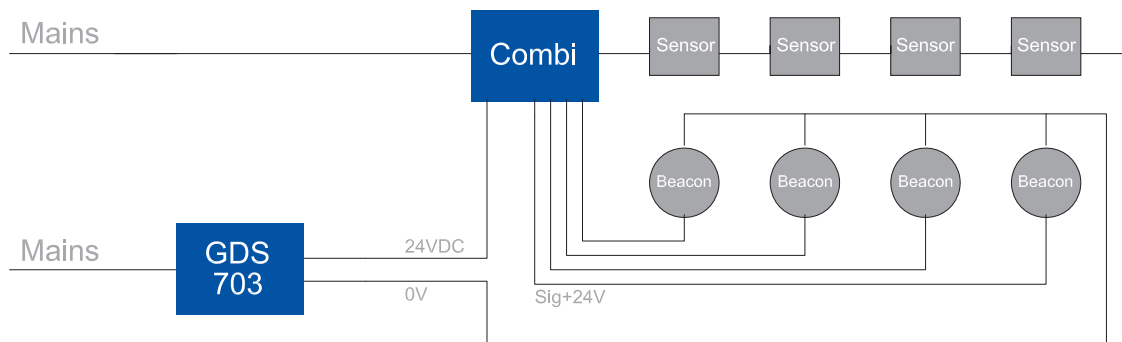 Mains
Combi
Sensor
Sensor
Sensor
Sensor
Beacon
Beacon
Beacon
Beacon
Mains
GDS
703
24VDC
0V
Sig+24V